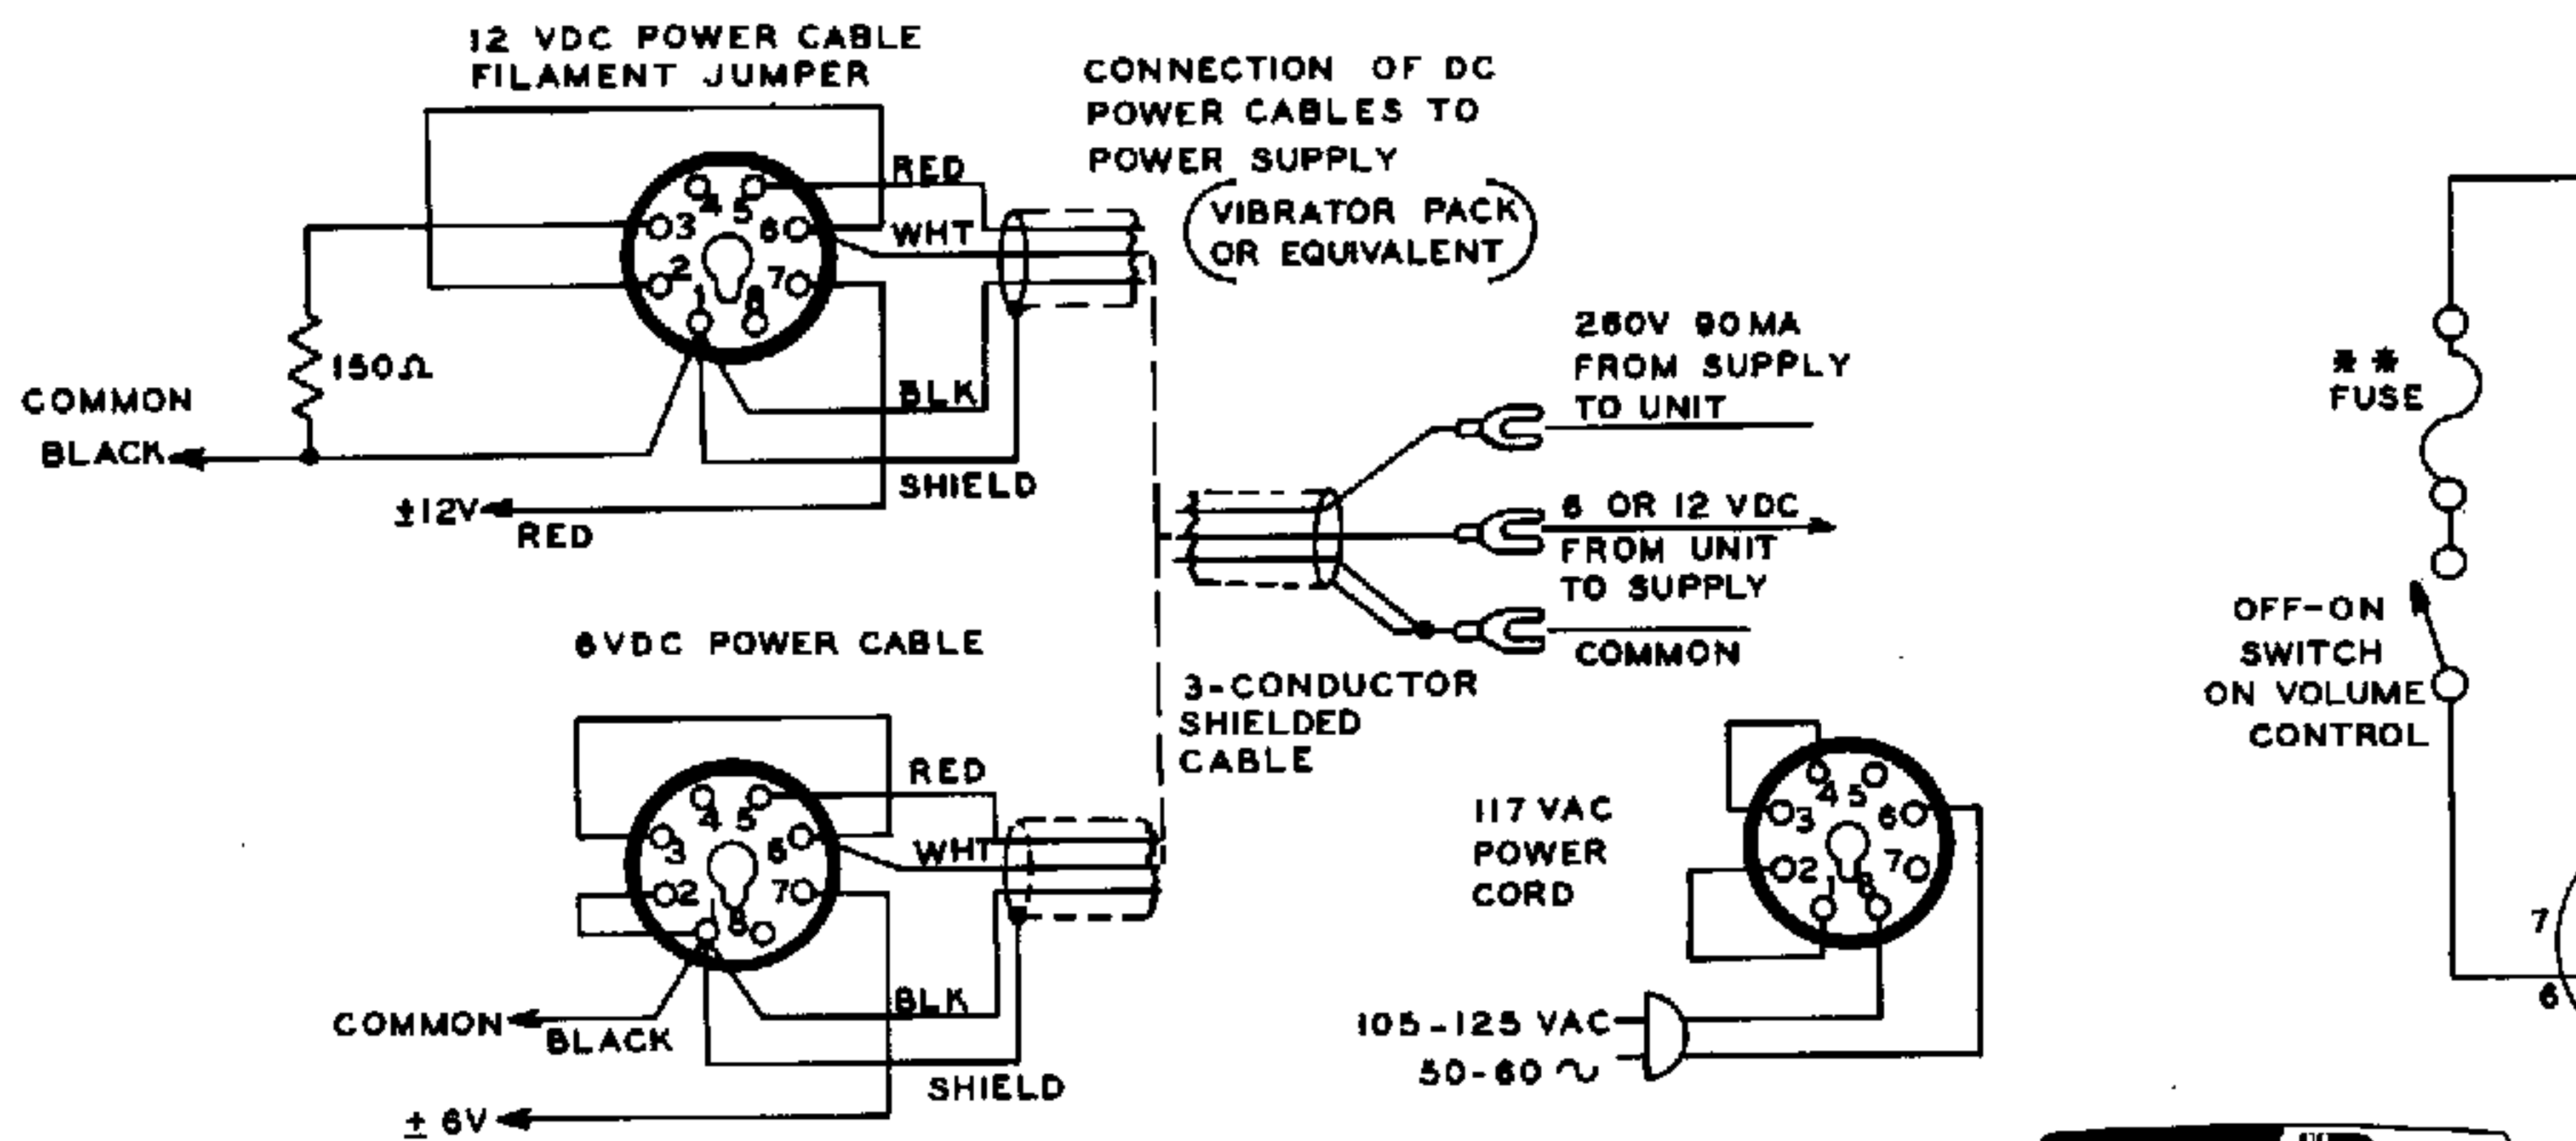 12 VDC POWER CABLE
FILAMENT JUMPER
RED
WHT
4
5
3
6
2
7
1
8
150Ω
BLK
COMMON
BLACK
SHIELD
±12V
RED
CONNECTION OF DC
POWER CABLES TO
POWER SUPPLY
(VIBRATOR PACK
OR EQUIVALENT)
260V 90MA
FROM SUPPLY
TO UNIT
6 OR 12 VDC
FROM UNIT
TO SUPPLY
COMMON
3-CONDUCTOR
SHIELDED
CABLE
6VDC POWER CABLE
RED
WHT
4
5
3
6
2
7
1
8
BLK
COMMON
BLACK
SHIELD
± 6V
117 VAC
POWER
CORD
4
5
3
6
2
7
1
8
105-125 VAC
50-60 ∿
**
FUSE
OFF-ON
SWITCH
ON VOLUME
CONTROL
7
6